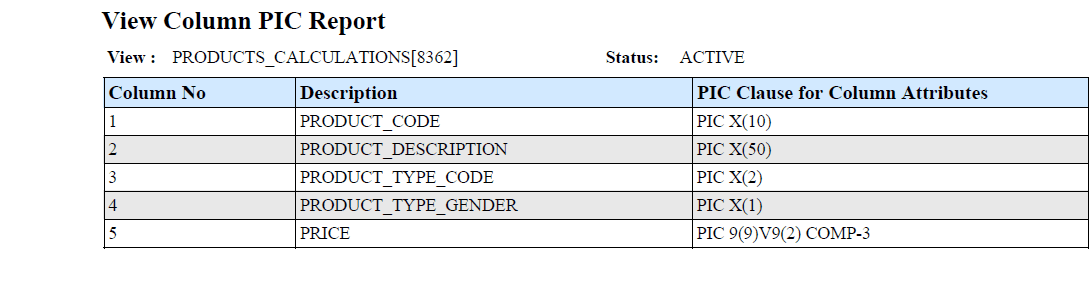 View Column PIC Report
View : PRODUCTS_CALCULATIONS[8362] Status: ACTIVE
Column No Description PIC Clause for Column Attributes
1 PRODUCT_CODE PIC X(10)
2 PRODUCT_DESCRIPTION PIC X(50)
3 PRODUCT_TYPE_CODE PIC X(2)
4 PRODUCT_TYPE_GENDER PIC X(1)
5 PRICE PIC 9(9)V9(2) COMP-3